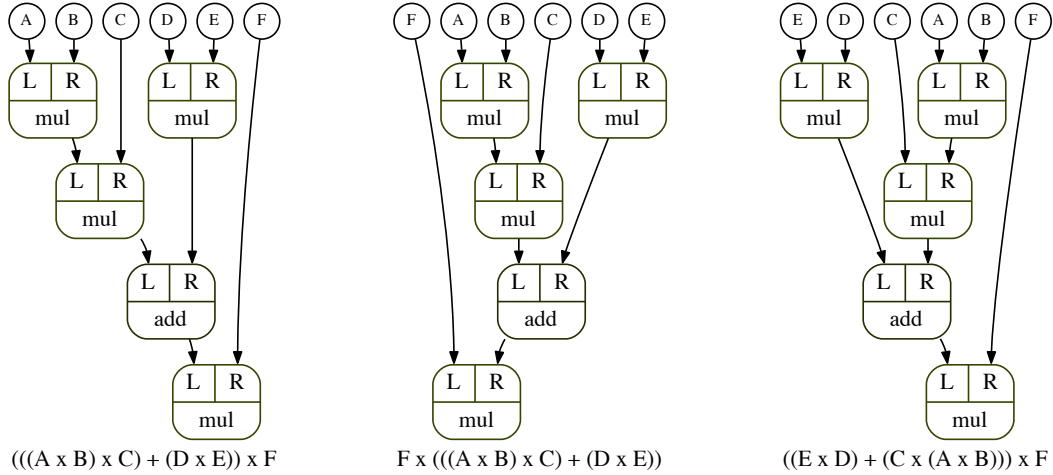 A B C D E F F A B C D E E D C A B F
L R L R L R L R L R L R
mul mul mul mul mul mul
L R L R L R
mul mul mul
L R L R L R
add add add
L R L R L R
mul mul mul
(((A x B) x C) + (D x E)) x F F x (((A x B) x C) + (D x E)) ((E x D) + (C x (A x B))) x F